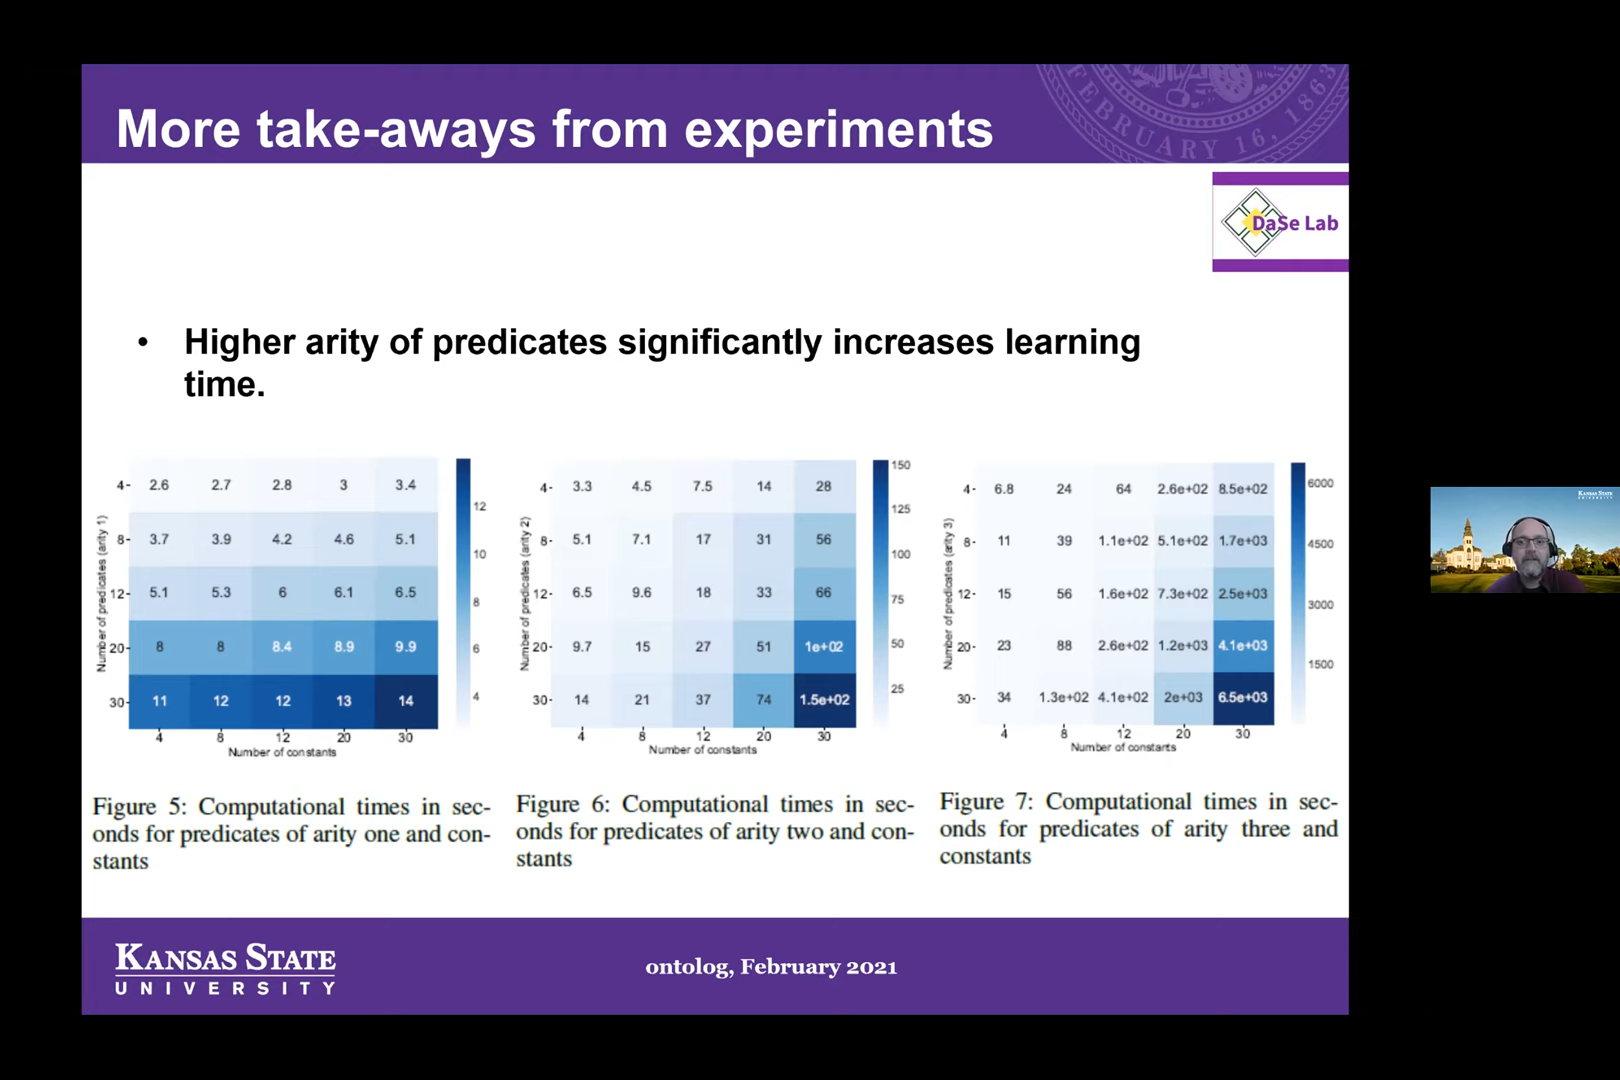 FEBRUARY 16, 1863
More take-aways from experiments
DaSe Lab
• Higher arity of predicates significantly increases learning
time.
Number of predicates (arity 1)
4- 2.6 2.7 2.8 3 3.4
8- 3.7 3.9 4.2 4.6 5.1
12- 5.1 5.3 6 6.1 6.5
20- 8 8 8.4 8.9 9.9
30- 11 12 12 13 14
4 8 12 20 30
Number of constants
12
10
8
6
4
Number of predicates (arity 2)
4- 3.3 4.5 7.5 14 28
8- 5.1 7.1 17 31 56
12- 6.5 9.6 18 33 66
20- 9.7 15 27 51 1e+02
30- 14 21 37 74 1.5e+02
4 8 12 20 30
Number of constants
150
125
100
75
50
25
Number of predicates (arity 3)
4- 6.8 24 64 2.6e+02 8.5e+02
8- 11 39 1.1e+02 5.1e+02 1.7e+03
12- 15 56 1.6e+02 7.3e+02 2.5e+03
20- 23 88 2.6e+02 1.2e+03 4.1e+03
30- 34 1.3e+02 4.1e+02 2e+03 6.5e+03
4 8 12 20 30
Number of constants
6000
4500
3000
1500
Figure 5: Computational times in sec-
onds for predicates of arity one and con-
stants
Figure 6: Computational times in sec-
onds for predicates of arity two and con-
stants
Figure 7: Computational times in sec-
onds for predicates of arity three and
constants
KANSAS STATE
UNIVERSITY
ontolog, February 2021
KANSAS STATE
UNIVERSITY